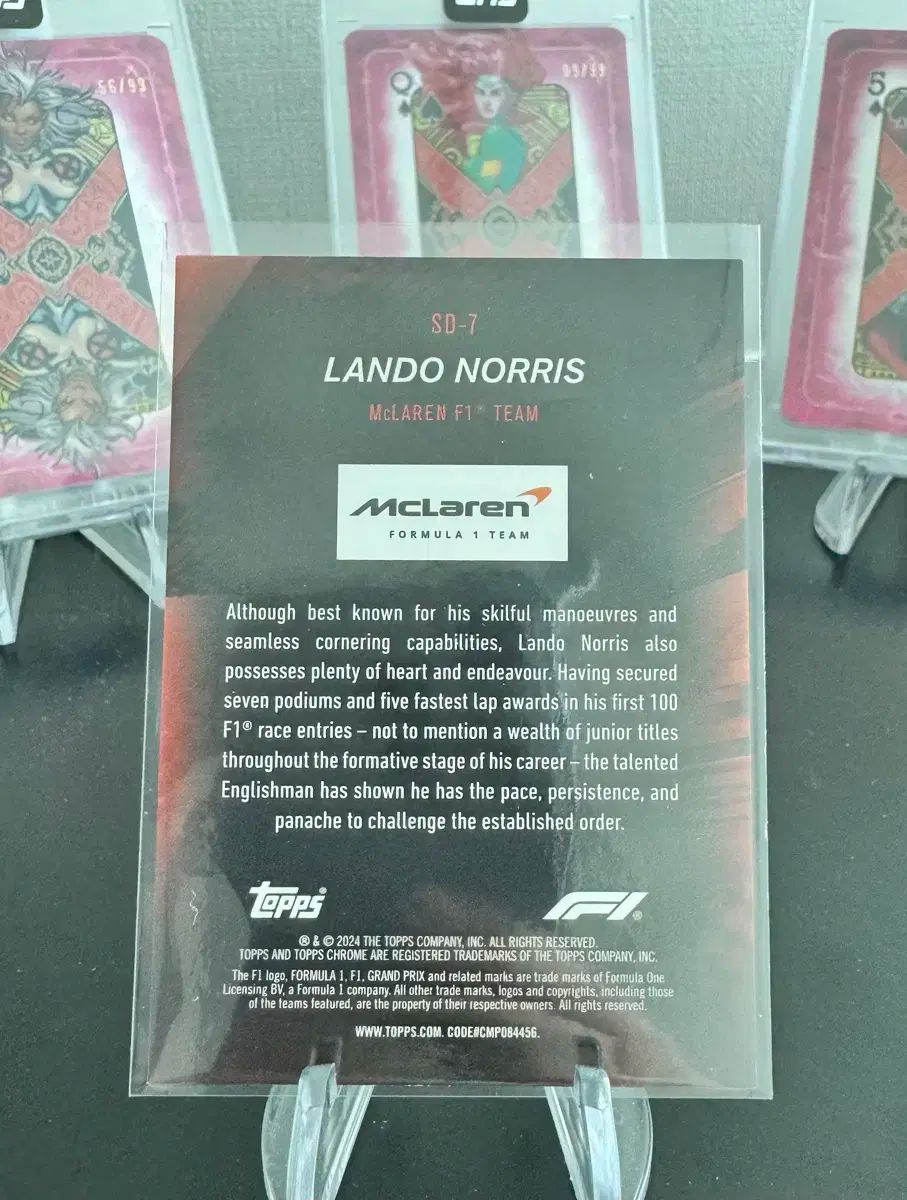 56/99
Q
09/99
5
SD-7
LANDO NORRIS
McLAREN F1™ TEAM
McLaren
FORMULA 1 TEAM
Although best known for his skilful manoeuvres and
seamless cornering capabilities, Lando Norris also
possesses plenty of heart and endeavour. Having secured
seven podiums and five fastest lap awards in his first 100
F1® race entries – not to mention a wealth of junior titles
throughout the formative stage of his career – the talented
Englishman has shown he has the pace, persistence, and
panache to challenge the established order.
Topps
F1®
® & © 2024 THE TOPPS COMPANY, INC. ALL RIGHTS RESERVED.
TOPPS AND TOPPS CHROME ARE REGISTERED TRADEMARKS OF THE TOPPS COMPANY, INC.
The F1 logo, FORMULA 1, F1, GRAND PRIX and related marks are trade marks of Formula One
Licensing BV, a Formula 1 company. All other trade marks, logos and copyrights, including those
of the teams featured, are the property of their respective owners. All rights reserved.
WWW.TOPPS.COM. CODE#CMP084456.